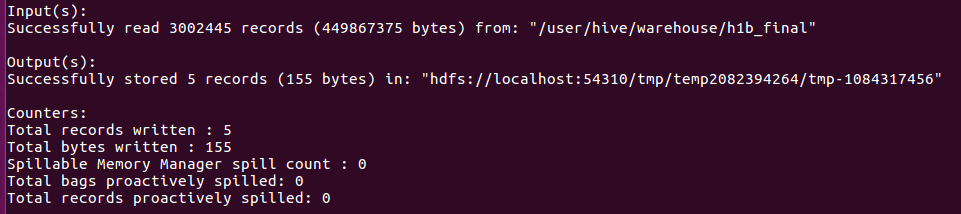 Input(s):
Successfully read 3002445 records (449867375 bytes) from: "/user/hive/warehouse/h1b_final"
Output(s):
Successfully stored 5 records (155 bytes) in: "hdfs://localhost:54310/tmp/temp2082394264/tmp-1084317456"
Counters:
Total records written : 5
Total bytes written : 155
Spillable Memory Manager spill count : 0
Total bags proactively spilled: 0
Total records proactively spilled: 0